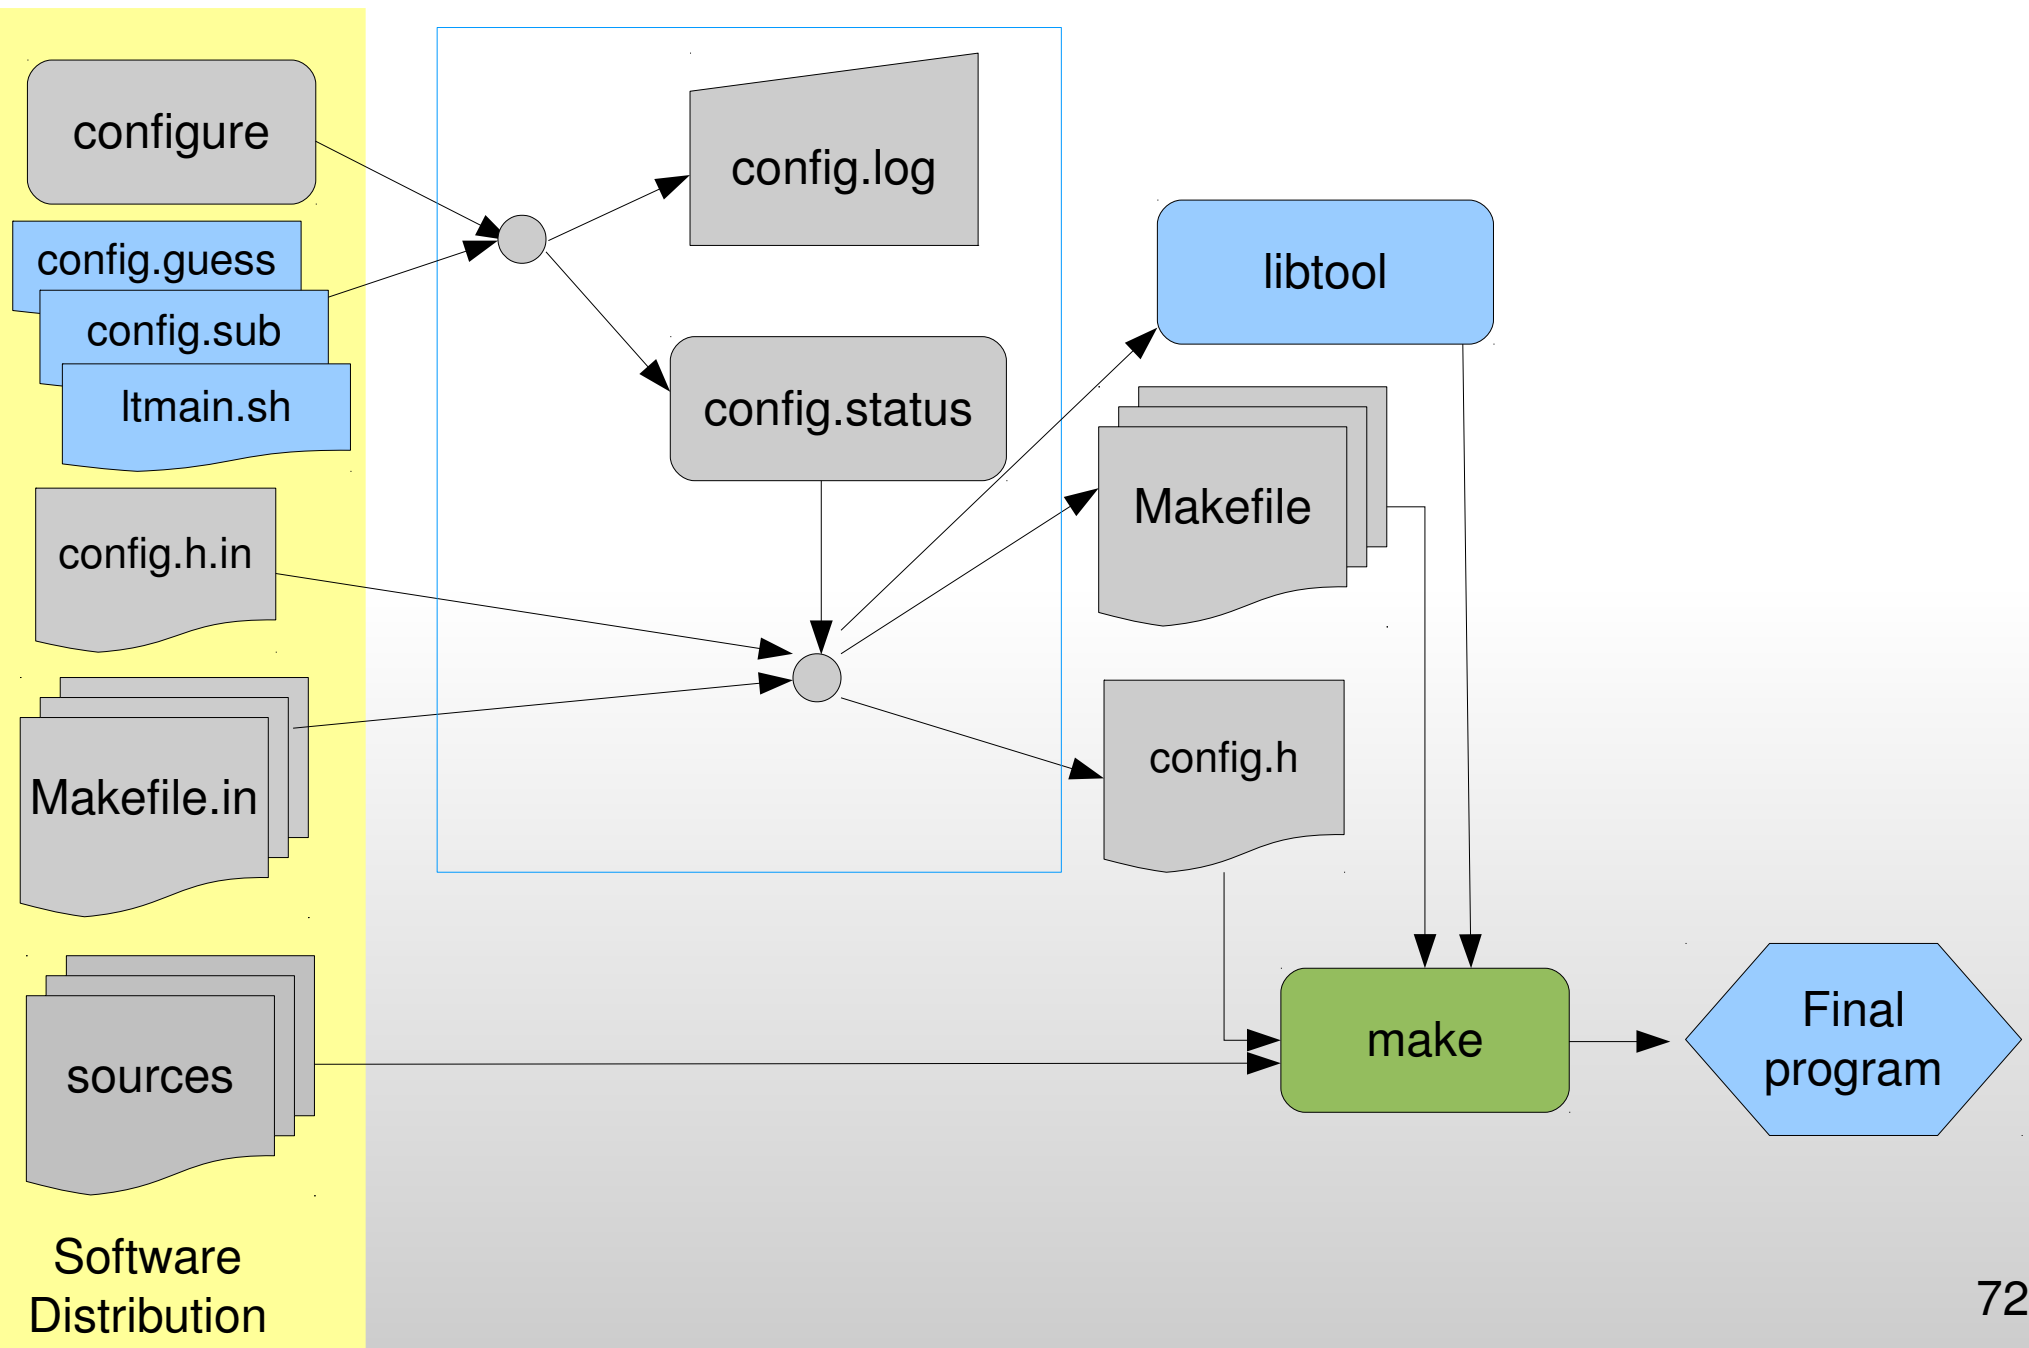 configure
config.guess
config.sub
ltmain.sh
config.h.in
Makefile.in
sources
Software
Distribution
config.log
config.status
libtool
Makefile
config.h
make
Final
program
72